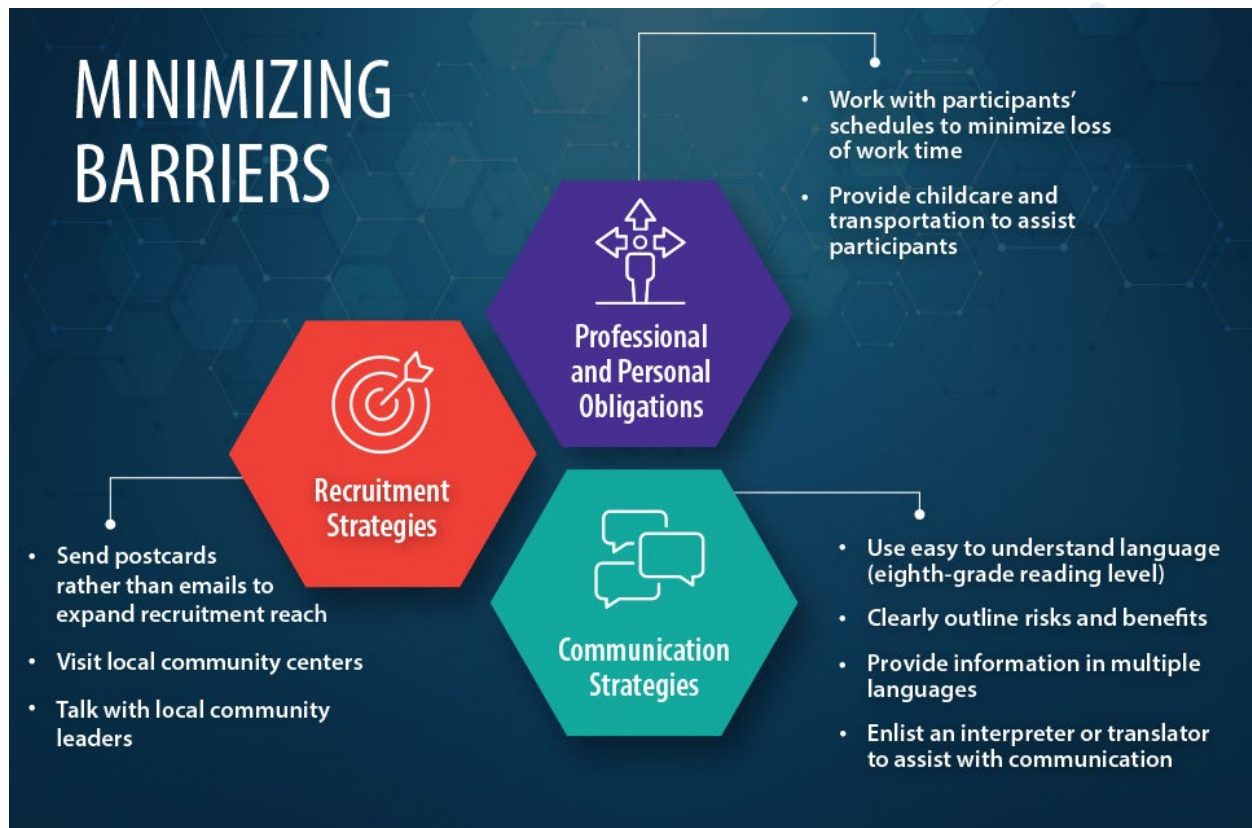 MINIMIZING
BARRIERS
• Work with participants'
schedules to minimize loss
of work time
• Provide childcare and
transportation to assist
participants
Professional
and Personal
Obligations
Recruitment
Strategies
• Send postcards
rather than emails to
expand recruitment reach
• Visit local community centers
• Talk with local community
leaders
Communication
Strategies
• Use easy to understand language
(eighth-grade reading level)
• Clearly outline risks and benefits
• Provide information in multiple
languages
• Enlist an interpreter or translator
to assist with communication